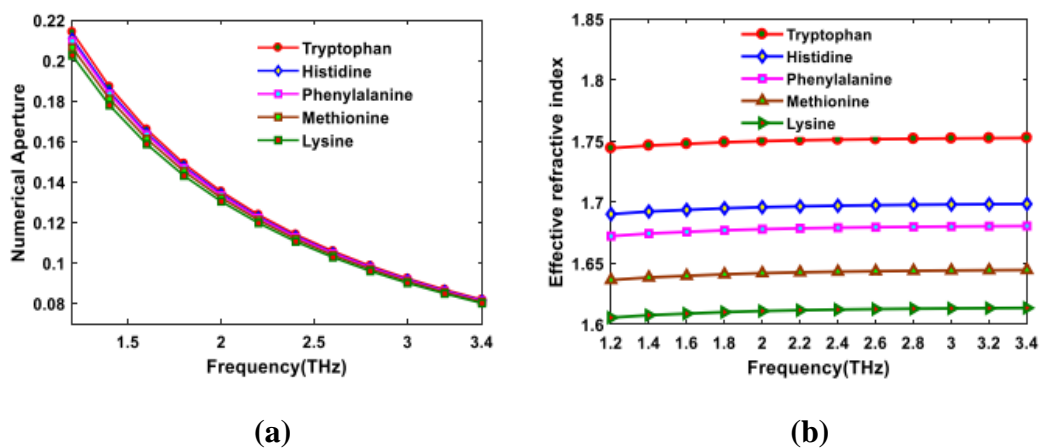 0.22
0.2
0.18
0.16
0.14
0.12
0.1
0.08
Numerical Aperture
Tryptophan
Histidine
Phenylalanine
Methionine
Lysine
1.5 2 2.5 3 3.4
Frequency(THz)
(a)
1.85
1.8
1.75
1.7
1.65
1.6
Effective refractive index
Tryptophan
Histidine
Phenylalanine
Methionine
Lysine
1.2 1.4 1.6 1.8 2 2.2 2.4 2.6 2.8 3 3.2 3.4
Frequency(THz)
(b)